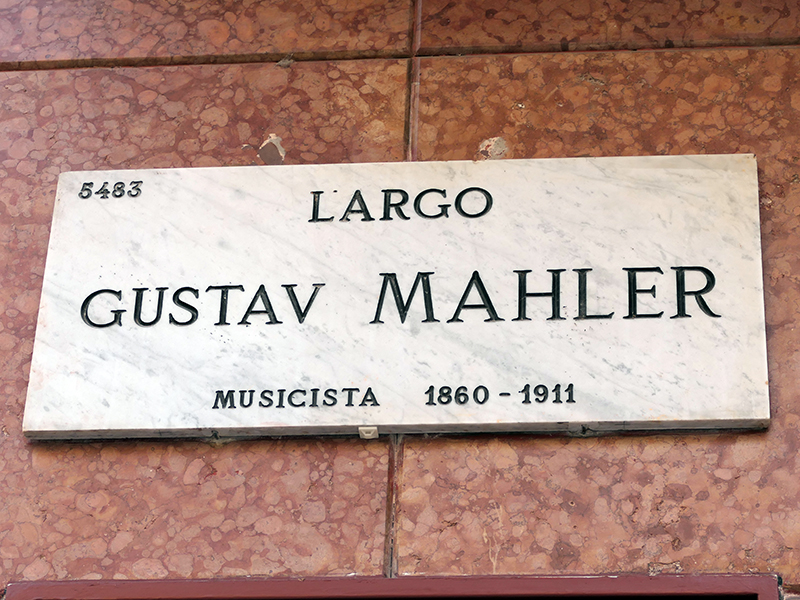 5483
LARGO
GUSTAV MAHLER
MUSICISTA 1860 - 1911